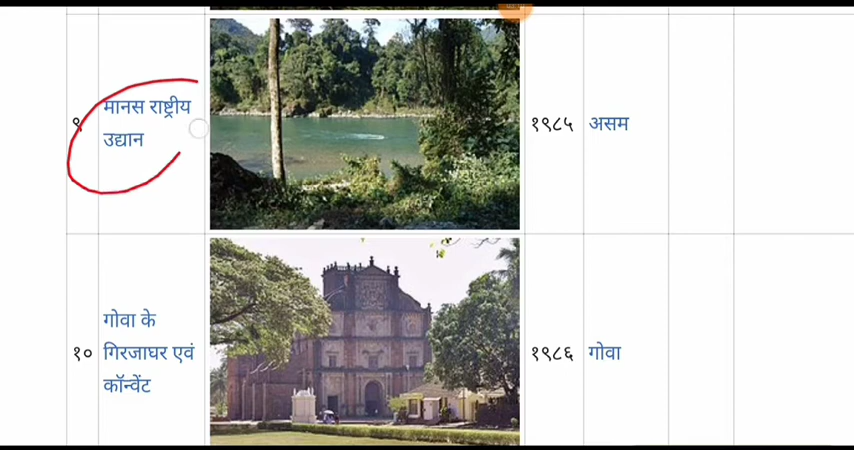 ९
मानस राष्ट्रीय
उद्यान
१९८५
असम
१०
गोवा के
गिरजाघर एवं
कॉन्वेंट
१९८६
गोवा